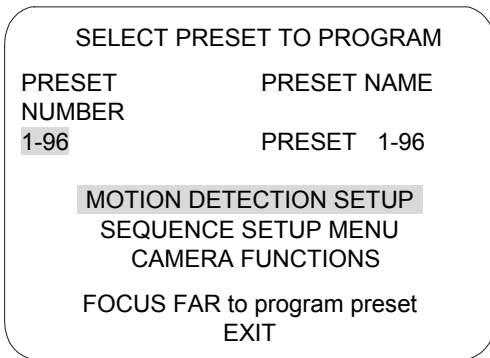 SELECT PRESET TO PROGRAM
PRESET NUMBER PRESET NAME
1-96 PRESET 1-96
MOTION DETECTION SETUP
SEQUENCE SETUP MENU
CAMERA FUNCTIONS
FOCUS FAR to program preset
EXIT